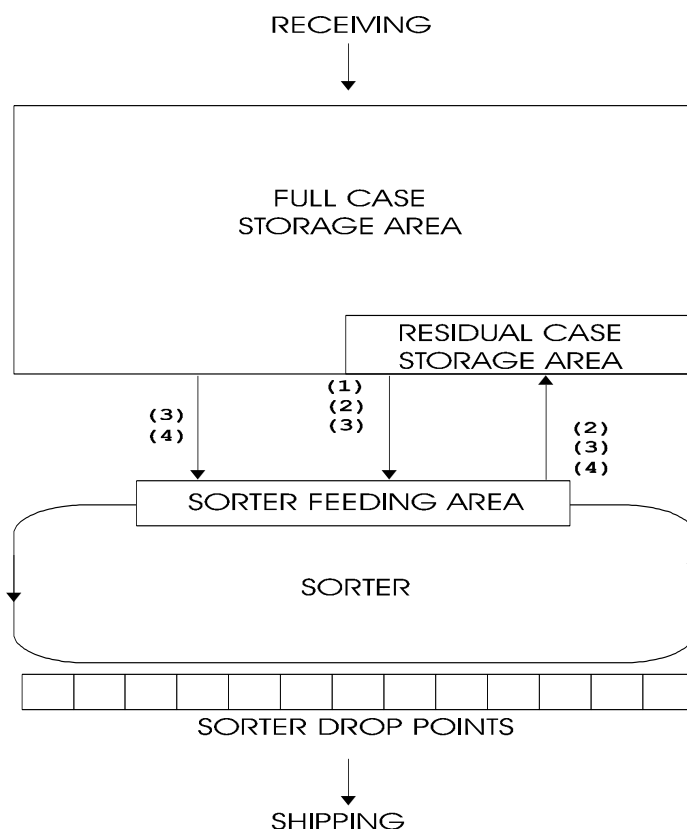 RECEIVING
FULL CASE
STORAGE AREA
RESIDUAL CASE
STORAGE AREA
(3)
(4)
(1)
(2)
(3)
(2)
(3)
(4)
SORTER FEEDING AREA
SORTER
SORTER DROP POINTS
SHIPPING